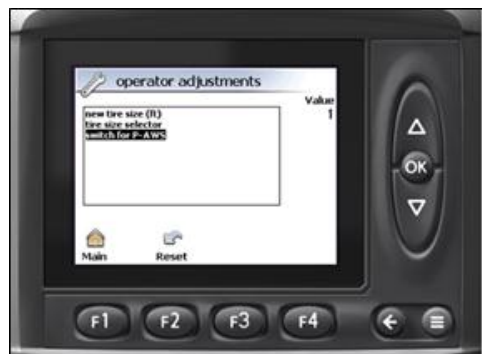 operator adjustments
Value
new tire size (ft)
1
tire size selector
switch for P-AWS
Main
Reset
OK
F1
F2
F3
F4